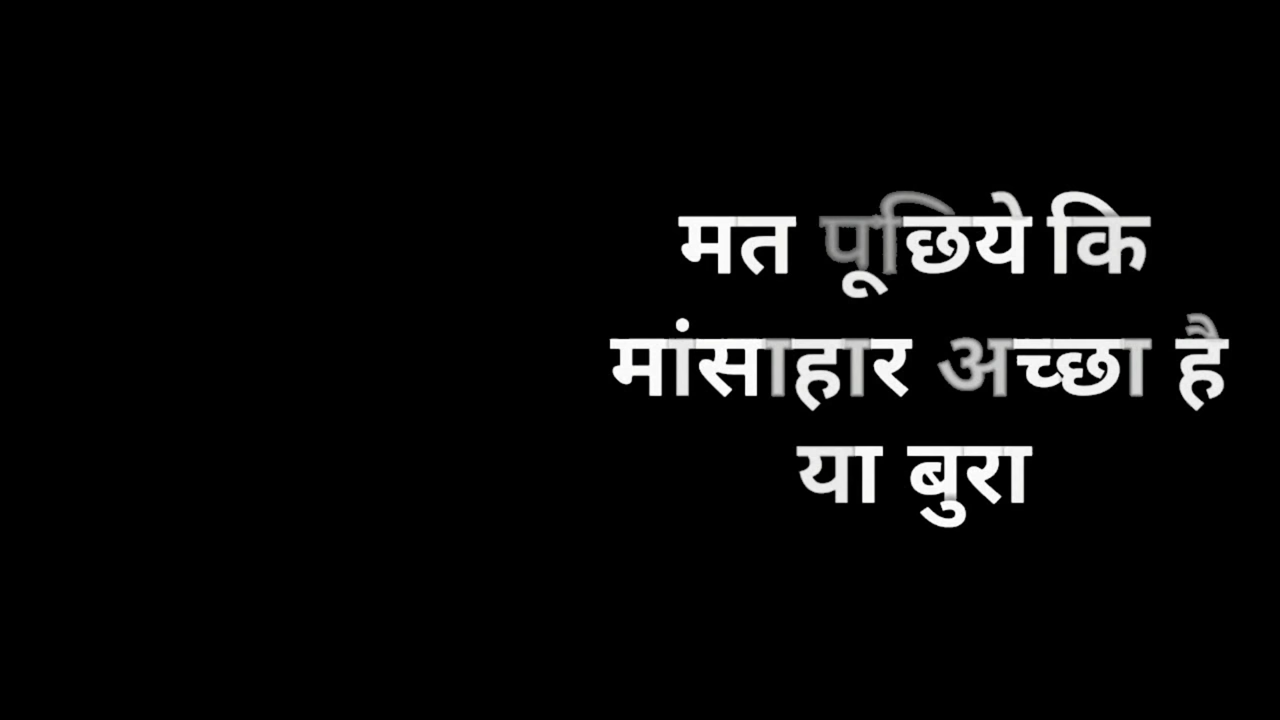 मत पूछिये कि
मांसाहार अच्छा है
या बुरा